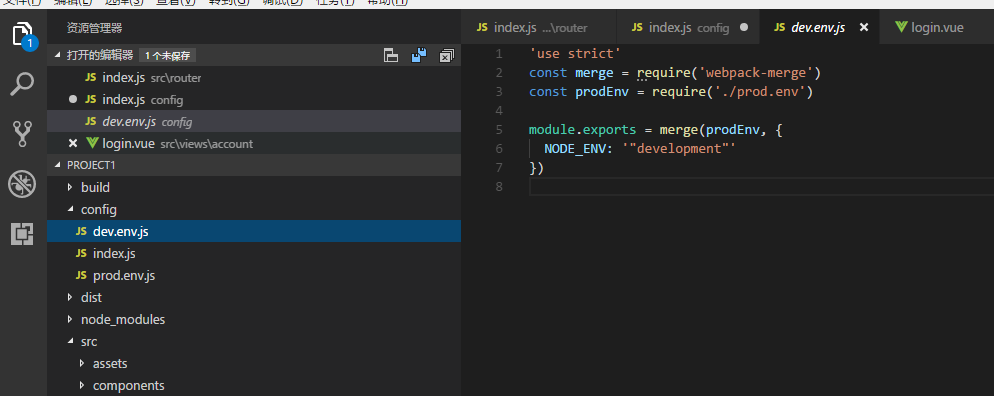 文件(F) 编辑(E) 选择(S) 查看(V) 转到(G) 调试(D) 任务(T) 帮助(H)
资源管理器
打开的编辑器 1 个未保存
JS index.js src\router
JS index.js config
JS dev.env.js config
login.vue src\views\account
PROJECT1
build
config
JS dev.env.js
JS index.js
JS prod.env.js
dist
node_modules
src
assets
components
1
JS index.js ...\router JS index.js config JS dev.env.js login.vue
1 'use strict'
2 const merge = require('webpack-merge')
3 const prodEnv = require('./prod.env')
4
5 module.exports = merge(prodEnv, {
6 NODE_ENV: '"development"'
7 })
8